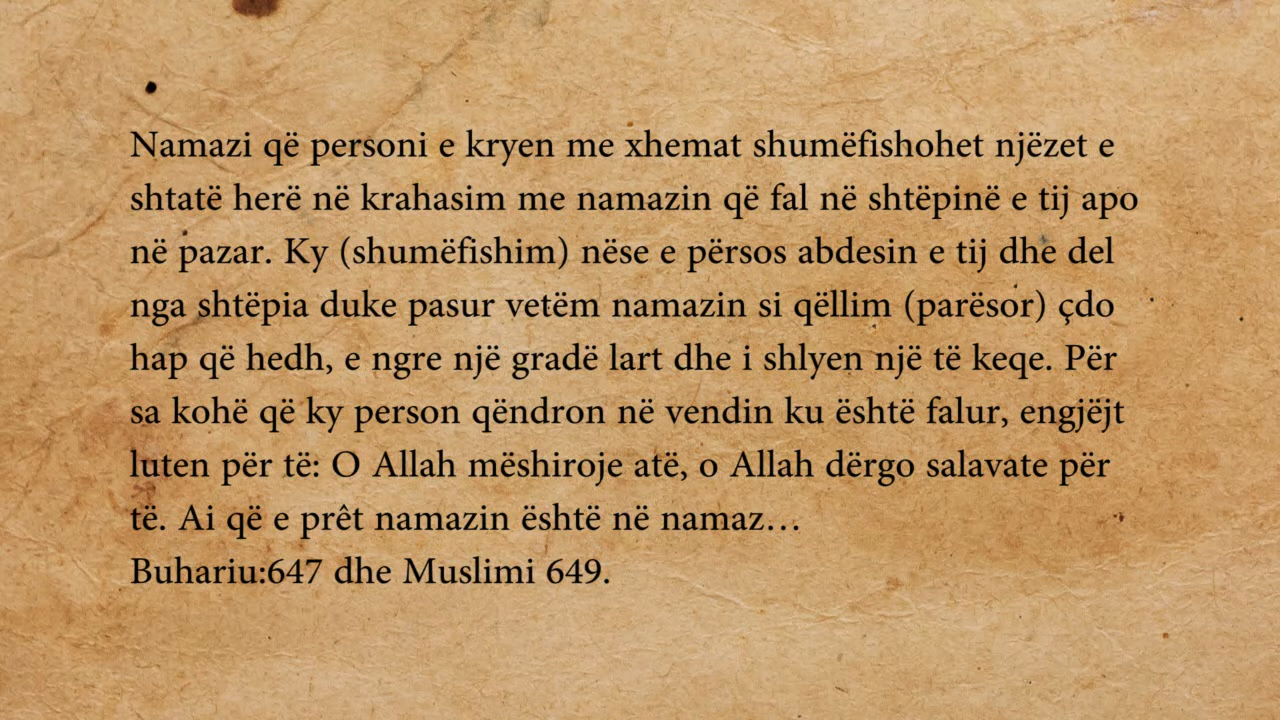 Namazi që personi e kryen me xhemat shumëfishohet njëzet e
shtatë herë në krahasim me namazin që fal në shtëpinë e tij apo
në pazar. Ky (shumëfishim) nëse e përsos abdesin e tij dhe del
nga shtëpia duke pasur vetëm namazin si qëllim (parësor) çdo
hap që hedh, e ngre një gradë lart dhe i shlyen një të keqe. Për
sa kohë që ky person qëndron në vendin ku është falur, engjëjt
luten për të: O Allah mëshiroje atë, o Allah dërgo salavate për
të. Ai që e prêt namazin është në namaz…
Buhariu:647 dhe Muslimi 649.